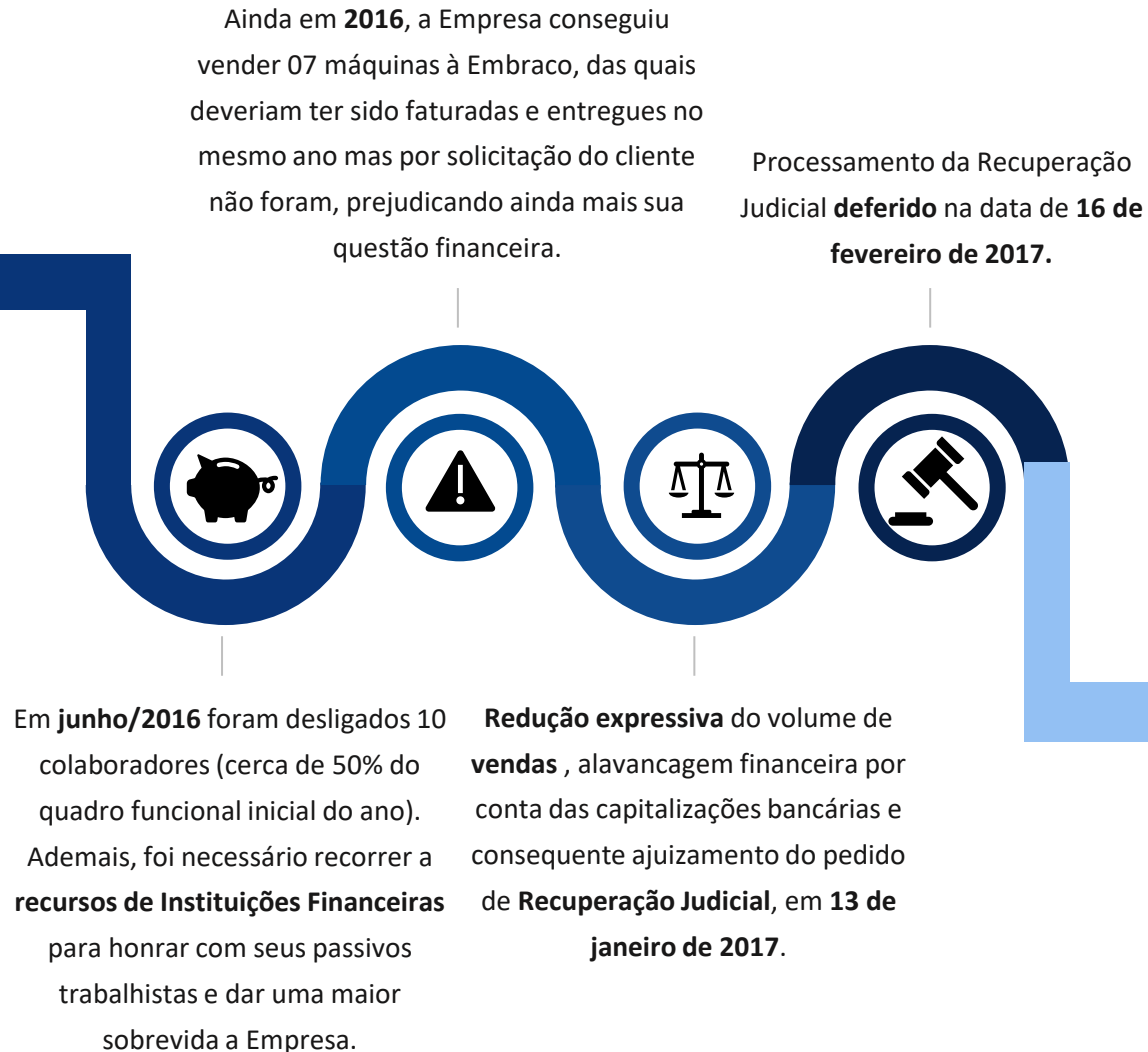 Ainda em 2016, a Empresa conseguiu
vender 07 máquinas à Embraco, das quais
deveriam ter sido faturadas e entregues no
mesmo ano mas por solicitação do cliente
não foram, prejudicando ainda mais sua
questão financeira.
Processamento da Recuperação
Judicial deferido na data de 16 de
fevereiro de 2017.
Em junho/2016 foram desligados 10
colaboradores (cerca de 50% do
quadro funcional inicial do ano).
Ademais, foi necessário recorrer a
recursos de Instituições Financeiras
para honrar com seus passivos
trabalhistas e dar uma maior
sobrevida a Empresa.
Redução expressiva do volume de
vendas , alavancagem financeira por
conta das capitalizações bancárias e
consequente ajuizamento do pedido
de Recuperação Judicial, em 13 de
janeiro de 2017.